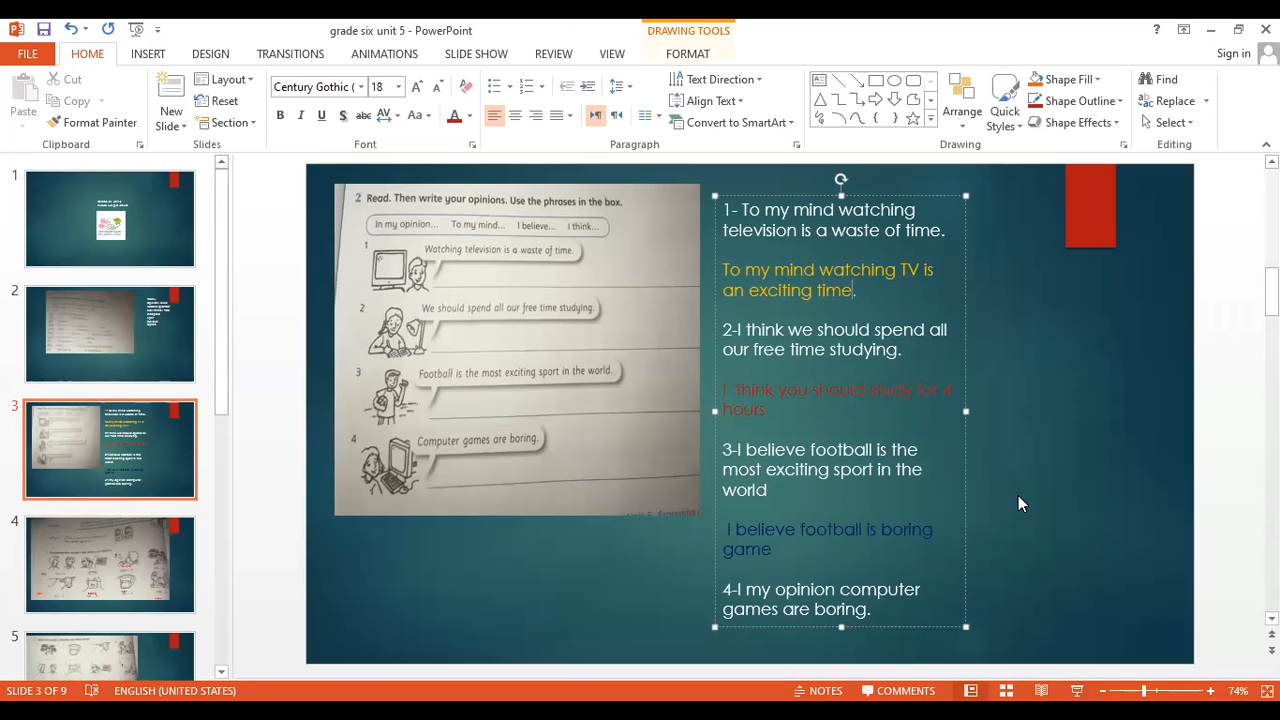 grade six unit 5 - PowerPoint
DRAWING TOOLS
Sign in
FILE
HOME
INSERT
DESIGN
TRANSITIONS
ANIMATIONS
SLIDE SHOW
REVIEW
VIEW
FORMAT
Paste
Cut
Copy
Format Painter
Clipboard
New Slide
Layout
Reset
Section
Slides
Century Gothic (
18
Font
Text Direction
Align Text
Convert to SmartArt
Paragraph
Arrange
Quick Styles
Shape Fill
Shape Outline
Shape Effects
Drawing
Find
Replace
Select
Editing
1
2
3
4
5
2 Read. Then write your opinions. Use the phrases in the box.
In my opinion... To my mind... I believe... I think...
1 Watching television is a waste of time.
2 We should spend all our free time studying.
3 Football is the most exciting sport in the world.
4 Computer games are boring.
1- To my mind watching
television is a waste of time.
To my mind watching TV is
an exciting time.
2-I think we should spend all
our free time studying.
I think you should study for 4
hours
3-I believe football is the
most exciting sport in the
world
I believe football is boring
game
4-I my opinion computer
games are boring.
SLIDE 3 OF 9
ENGLISH (UNITED STATES)
NOTES
COMMENTS
74%